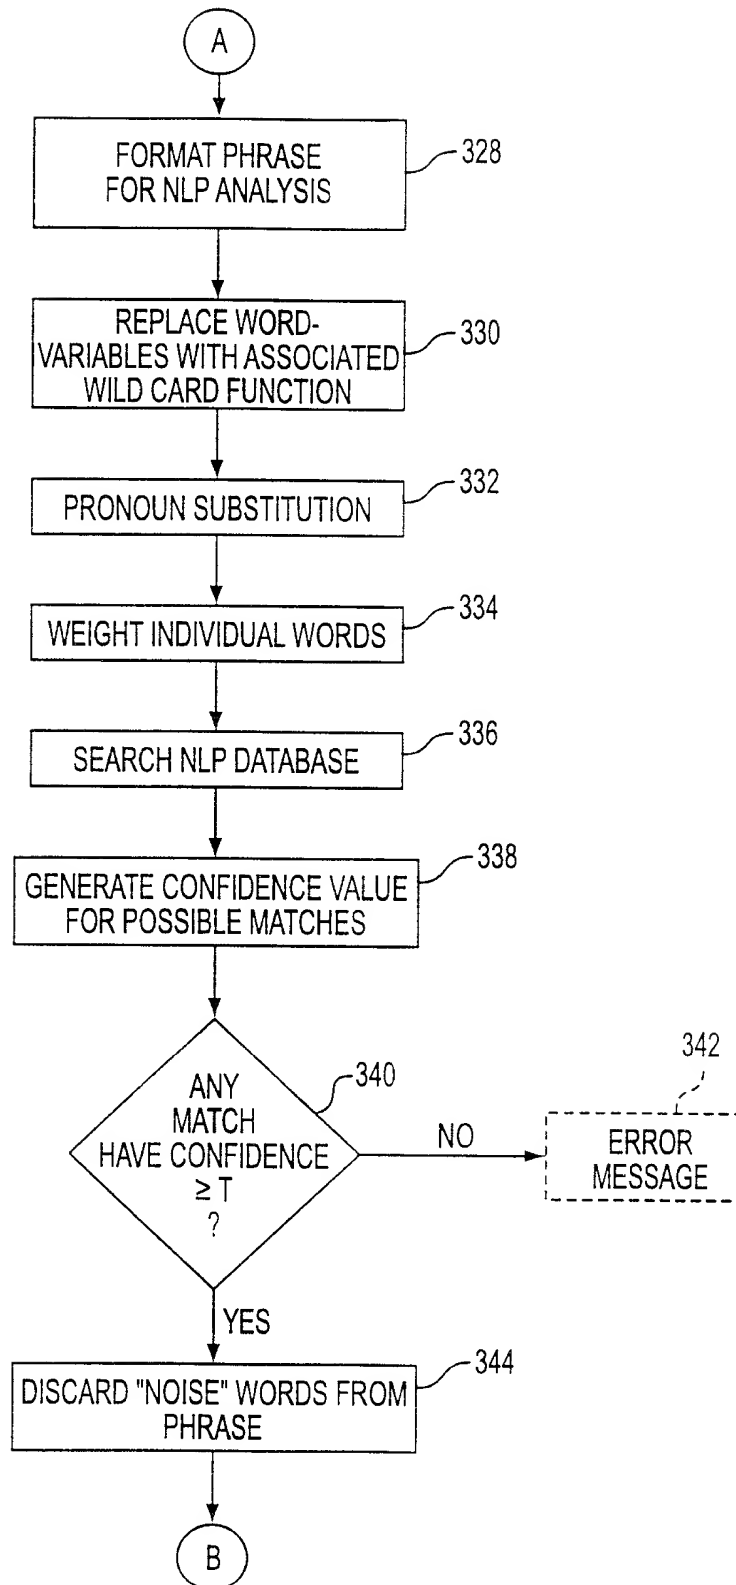 A
FORMAT PHRASE
FOR NLP ANALYSIS
328
REPLACE WORD-
VARIABLES WITH ASSOCIATED
WILD CARD FUNCTION
330
PRONOUN SUBSTITUTION
332
WEIGHT INDIVIDUAL WORDS
334
SEARCH NLP DATABASE
336
GENERATE CONFIDENCE VALUE
FOR POSSIBLE MATCHES
338
ANY
MATCH
HAVE CONFIDENCE
≥ T
?
340
NO
342
ERROR
MESSAGE
YES
DISCARD "NOISE" WORDS FROM
PHRASE
344
B